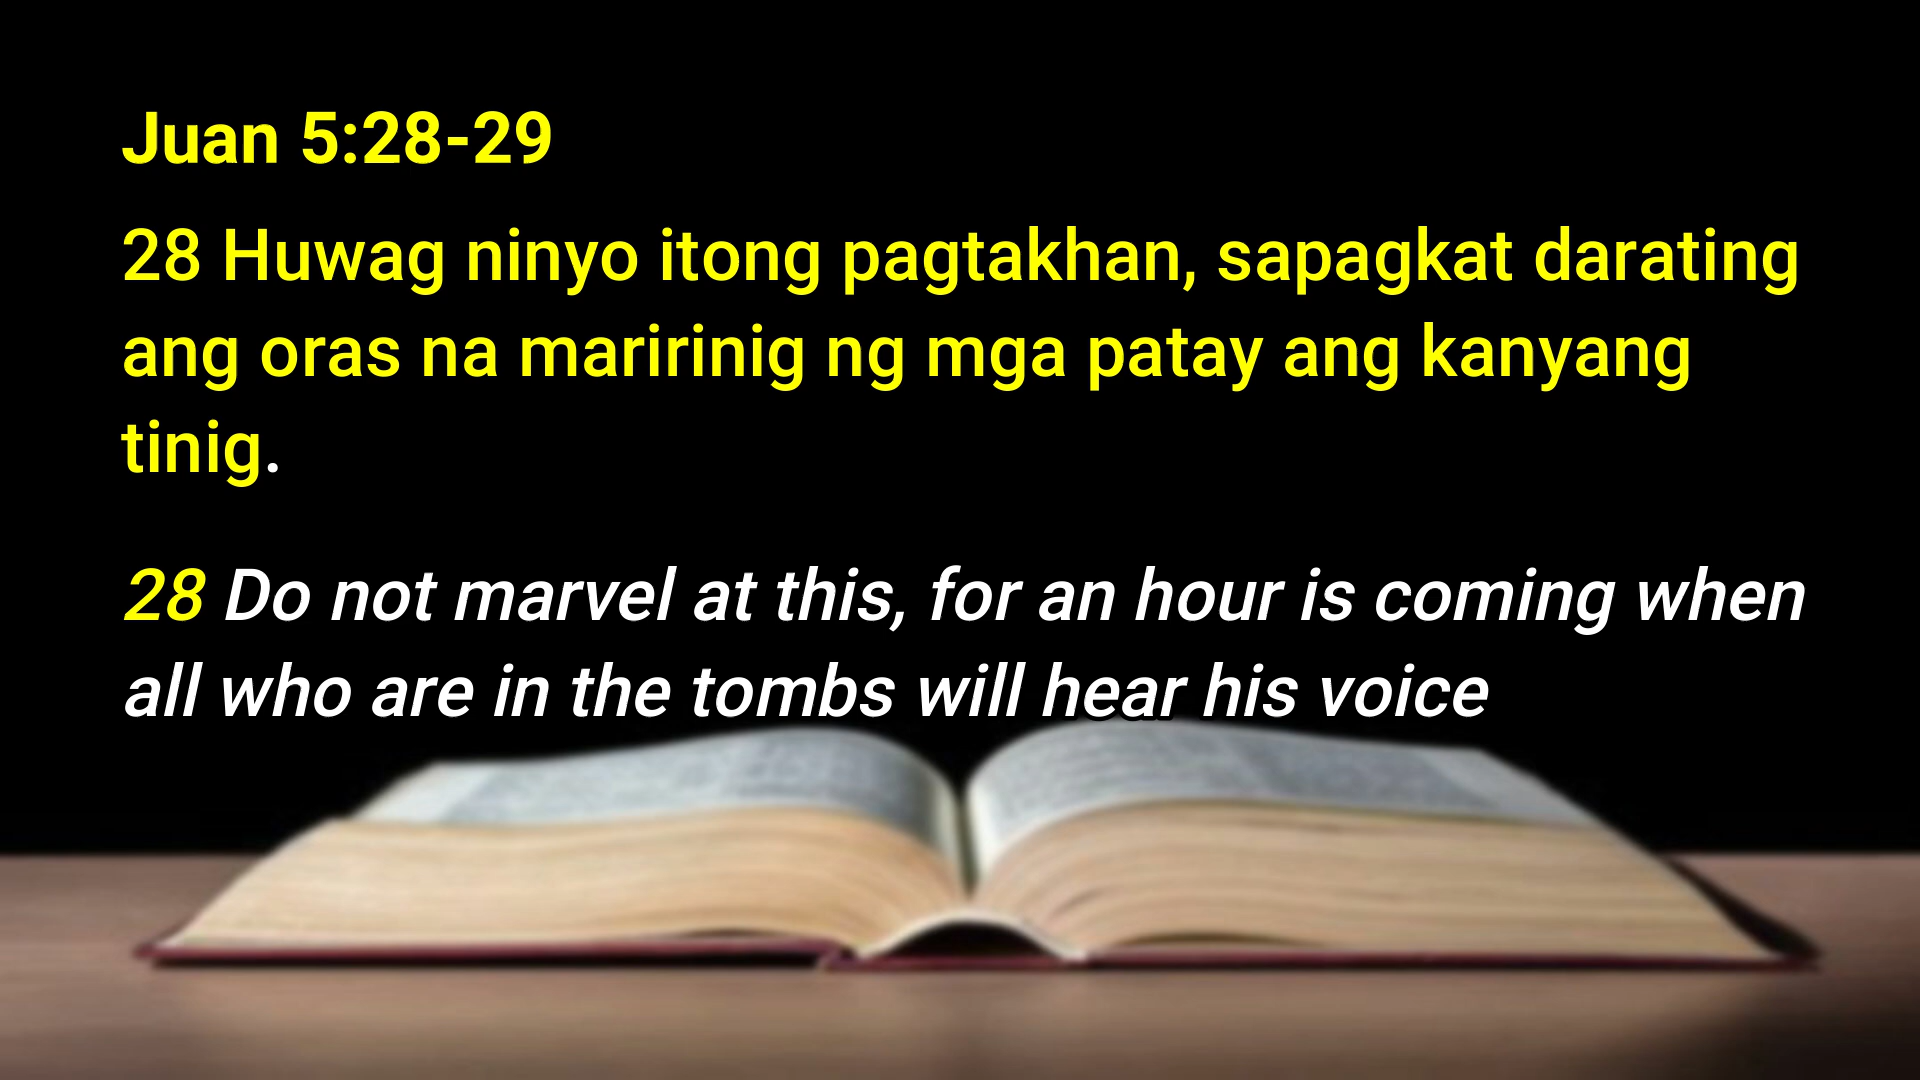 Juan 5:28-29
28 Huwag ninyo itong pagtakhan, sapagkat darating
ang oras na maririnig ng mga patay ang kanyang
tinig.
28 Do not marvel at this, for an hour is coming when
all who are in the tombs will hear his voice